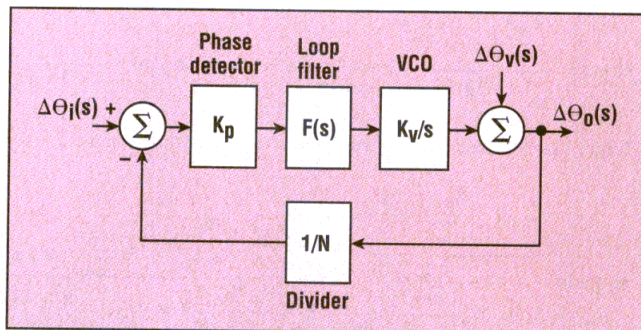 Phase detector
Loop filter
VCO
ΔΘv(s)
ΔΘi(s) +
Σ
Kp
F(s)
Kv/s
Σ
ΔΘo(s)
−
1/N
Divider